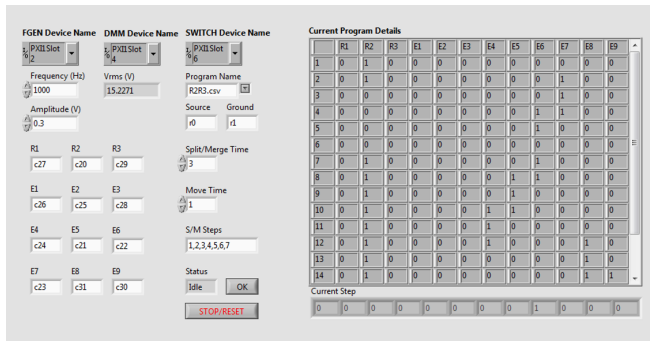 FGEN Device Name DMM Device Name SWITCH Device Name
PXI1Slot 2 PXI1Slot 4 PXI1Slot 6
Frequency (Hz) Vrms (V) Program Name
1000 15.2271 R2R3.csv
Amplitude (V) Source Ground
0.3 r0 r1
R1 R2 R3 Split/Merge Time
c27 c20 c29 3
E1 E2 E3 Move Time
c26 c25 c28 1
E4 E5 E6 S/M Steps
c24 c21 c22 1,2,3,4,5,6,7
E7 E8 E9 Status
c23 c31 c30 Idle OK
STOP/RESET
Current Program Details
R1 R2 R3 E1 E2 E3 E4 E5 E6 E7 E8 E9
1 0 1 0 0 0 0 0 0 0 0 0 0
2 0 1 0 0 0 0 0 0 0 1 0 0
3 0 0 0 0 0 0 0 0 0 1 0 0
4 0 0 0 0 0 0 0 0 1 1 0 0
5 0 0 0 0 0 0 0 0 1 0 0 0
6 0 0 0 0 0 0 0 0 0 0 0 0
7 0 1 0 0 0 0 0 0 1 0 0 0
8 0 1 0 0 0 0 0 1 1 0 0 0
9 0 1 0 0 0 0 0 1 0 0 0 0
10 0 1 0 0 0 0 1 1 0 0 0 0
11 0 1 0 0 0 0 1 0 0 0 0 0
12 0 1 0 0 0 0 1 0 0 0 1 0
13 0 1 0 0 0 0 0 0 0 0 1 0
14 0 1 0 0 0 0 0 0 0 0 1 1
Current Step
0 0 0 0 0 0 0 0 1 0 0 0